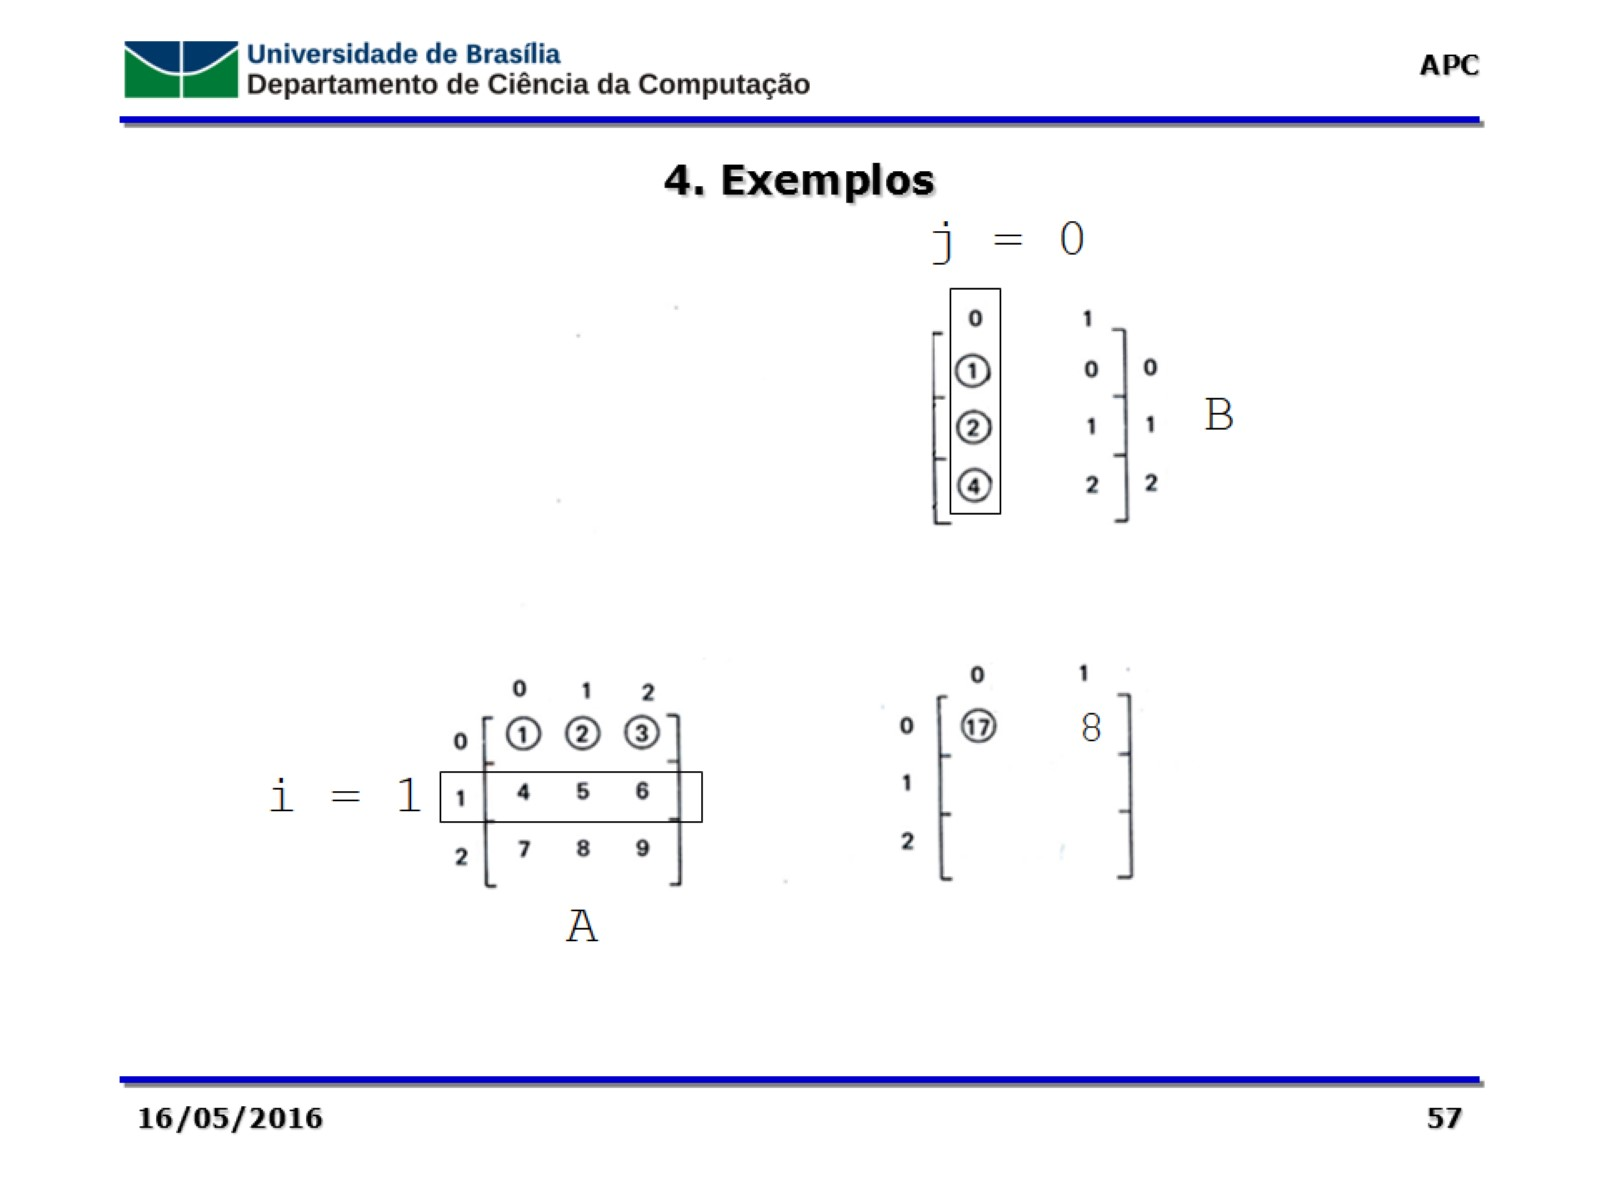 Universidade de Brasília
Departamento de Ciência da Computação
APC
4. Exemplos
j = 0
0 1
1 0 0
2 1 1
4 2 2
B
0 1 2
0 1 2 3
i = 1 1 4 5 6
2 7 8 9
A
0 1
0 17 8
1
2
16/05/2016
57